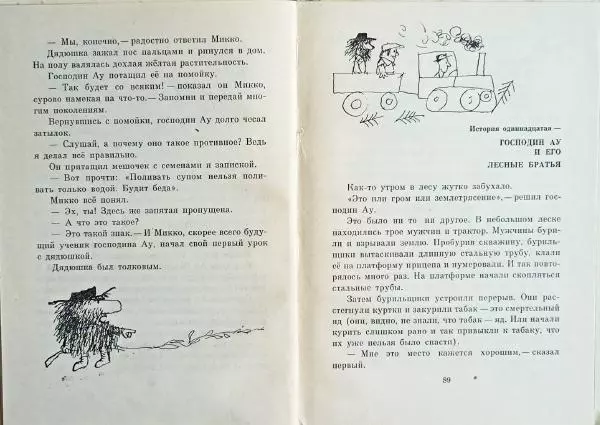 — Мы, конечно,— радостно ответил Микко.
Дядюшка зажал нос пальцами и ринулся в дом.
На полу валялась дохлая жёлтая растительность.
Господин Ау потащил её на помойку.
— Так будет со всяким! — показал он Микко,
сурово намекая на что-то.— Запомни и передай мно-
гим поколениям.
Вернувшись с помойки, господин Ау долго чесал
затылок.
— Слушай, а почему оно такое противное? Ведь
я делал всё правильно.
Он притащил мешочек с семенами и запиской.
— Вот прочти: «Поливать супом нельзя поли-
вать только водой. Будит беда».
Микко всё понял.
— Эх, ты! Здесь же запятая пропущена.
— А что это такое?
— Это такой знак.— И Микко, скорее всего буду-
щий ученик господина Ау, начал свой первый урок
с дядюшкой.
Дядюшка был толковым.
История одиннадцатая —
ГОСПОДИН АУ
И ЕГО
ЛЕСНЫЕ БРАТЬЯ
Как-то утром в лесу жутко забухало.
«Это или гром или землетрясение»,— решил гос-
подин Ау.
Это было ни то ни другое. В небольшом леске
находились трое мужчин и трактор. Мужчины бури-
ли и взрывали землю. Пробурив скважину, буриль-
щики вытаскивали длинную стальную трубу, клали
её на платформу прицепа и нумеровали. И так повто-
рялось много раз. На платформе начали скопляться
стальные трубы.
Затем бурильщики устроили перерыв. Они рас-
стегнули куртки и закурили табак — это смертельный
яд (они, видно, не знали, что табак — яд. Или начали
курить слишком рано и так привыкли к табаку, что
их уже нельзя было спасти).
— Мне это место кажется хорошим,— сказал
первый.
89